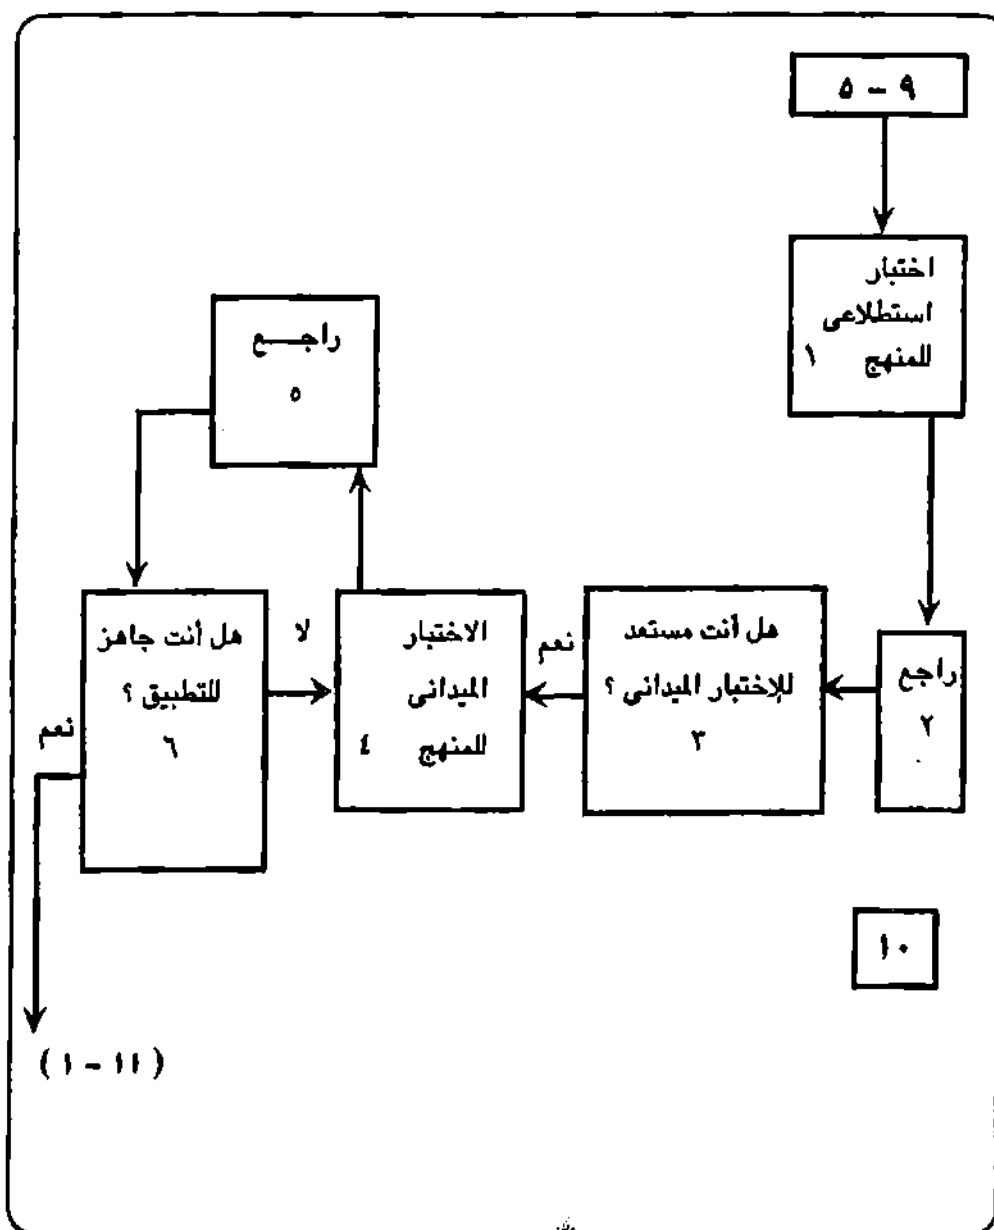 ٩ - ٥
اختبار
استطلاعى
للمنهج ١
راجع
٢
هل أنت مستعد
للإختبار الميدانى ؟
٣
نعم
الاختبار
الميدانى
للمنهج ٤
راجـــع
٥
هل أنت جاهز
للتطبيق ؟
٦
لا
نعم
(١١ - ١)
١٠